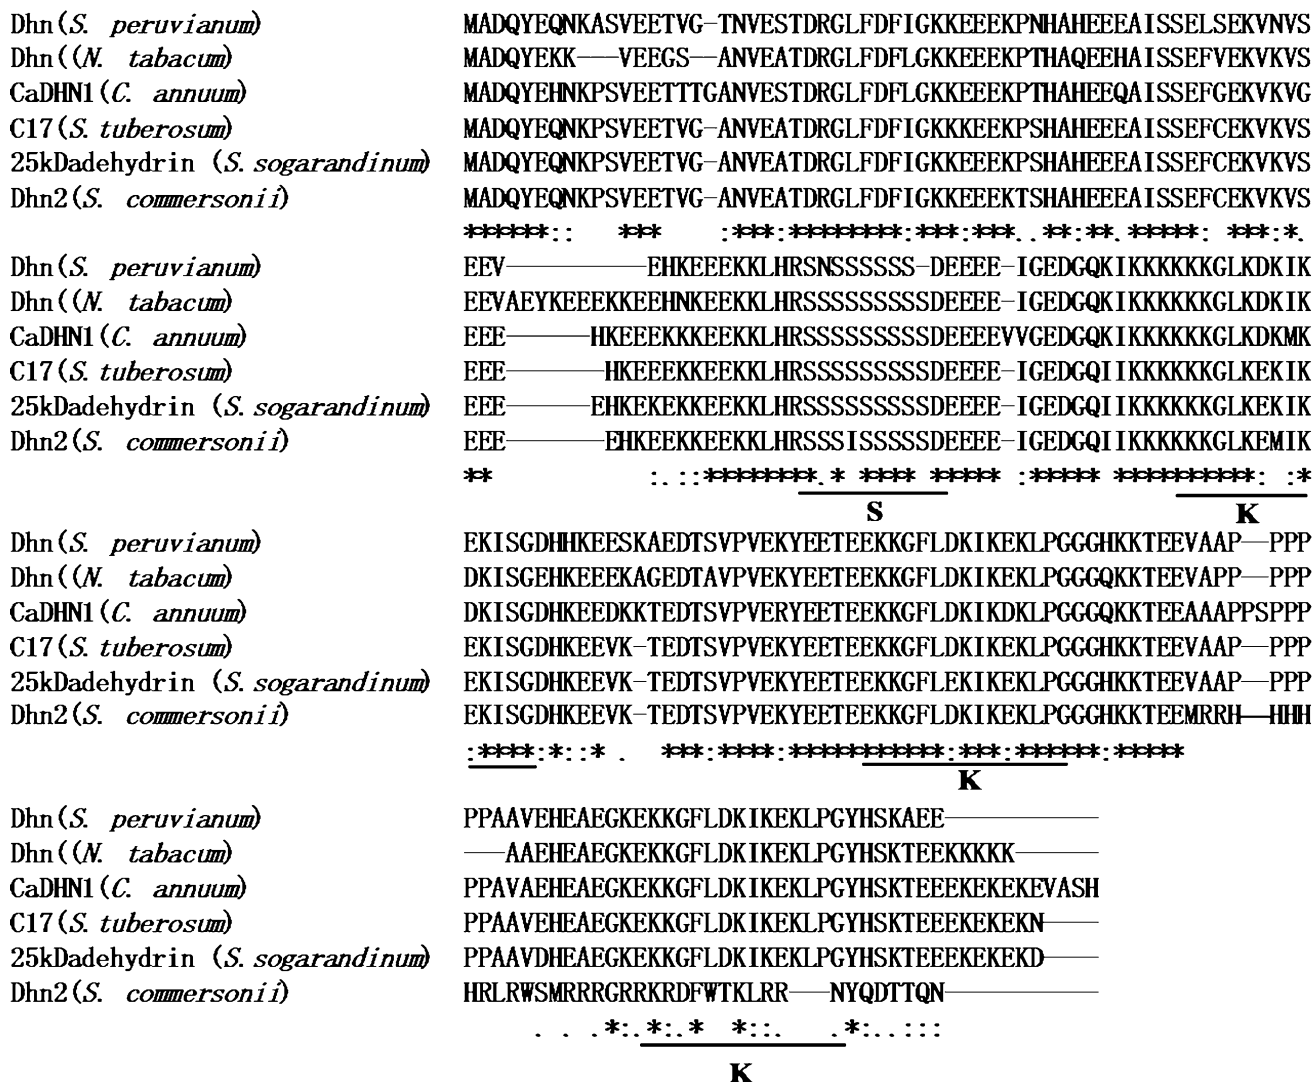 Dhn(S. peruvianum) MADQYEQNKASVEETVG-TNVESTDRGLFDFIGKKEEEKPNHAHEEEAISSELSEKVNVS
Dhn((N. tabacum) MADQYEKK---VEEGS--ANVEATDRGLFDFLGKKEEEKPTHAQEEHAISSEFVEKVKVS
CaDHN1(C. annuum) MADQYEHNKPSVEETTTGANVESTDRGLFDFLGKKEEEKPTHAHEEQAISSEFGEKVKVG
C17(S.tuberosum) MADQYEQNKPSVEETVG-ANVEATDRGLFDFIGKKKEEKPSHAHEEEAISSEFCEKVKVS
25kDadehydrin (S.sogarandinum) MADQYEQNKPSVEETVG-ANVEATDRGLFDFIGKKKEEKPSHAHEEEAISSEFCEKVKVS
Dhn2(S. commersonii) MADQYEQNKPSVEETVG-ANVEATDRGLFDFIGKKEEEKTSHAHEEEAISSEFCEKVKVS
******:: *** :***:********:***:***..**:**.*****: ***:*.
Dhn(S. peruvianum) EEV----------EHKEEEKKLHRSNSSSSSSS-DEEEE-IGEDGQKIKKKKKKGLKDKIK
Dhn((N. tabacum) EEVAEYKEEEKKEEHNKEEKKLHRSSSSSSSSSDEEEE-IGEDGQKIKKKKKKGLKDKIK
CaDHN1(C. annuum) EEE------HKEEEKKKEEKKLHRSSSSSSSSSDEEEEVVGEDGQKIKKKKKKGLKDKMK
C17(S.tuberosum) EEE-------HKEEKKEEKKLHRSSSSSSSSSDEEEE-IGEDGQIIKKKKKKGLKEKIK
25kDadehydrin (S.sogarandinum) EEE------EHKEKEKKEEKKLHRSSSSSSSSSDEEEE-IGEDGQIIKKKKKKGLKEKIK
Dhn2(S. commersonii) EEE-------EHKEEKKEEKKLHRSSSISSSSSDEEEE-IGEDGQIIKKKKKKGLKEMIK
** :.::********.* **** ***** :***** **********: :*
S K
Dhn(S. peruvianum) EKISGDHHKEESKAEDTSVPVEKYEETEEKKGFLDKIKEKLPGGGHKKTEEVAAP--PPP
Dhn((N. tabacum) DKISGEHKEEEKAGEDTAVPVEKYEETEEKKGFLDKIKEKLPGGGQKKTEEVAPP--PPP
CaDHN1(C. annuum) DKISGDHKEEDKKTEDTSVPVERYEETEEKKGFLDKIKDKLPGGGQKKTEEAAAPPSPPP
C17(S.tuberosum) EKISGDHKEEVK-TEDTSVPVEKYEETEEKKGFLDKIKEKLPGGGHKKTEEVAAP--PPP
25kDadehydrin (S.sogarandinum) EKISGDHKEEVK-TEDTSVPVEKYEETEEKKGFLEKIKEKLPGGGHKKTEEVAAP--PPP
Dhn2(S. commersonii) EKISGDHKEEVK-TEDTSVPVEKYEETEEKKGFLDKIKEKLPGGGHKKTEEMRRH--HHH
:****:*::* . ***:****:***********:***:******:*****
K
Dhn(S. peruvianum) PPAAVEHEAEGKEKKGFLDKIKEKLPGYHSKAEE-----------
Dhn((N. tabacum) ---AAEHEAEGKEKKGFLDKIKEKLPGYHSKTEEKKKKK------
CaDHN1(C. annuum) PPAVAEHEAEGKEKKGFLDKIKEKLPGYHSKTEEEKEKEKEVASH
C17(S.tuberosum) PPAAVEHEAEGKEKKGFLDKIKEKLPGYHSKTEEEKEKEKN----
25kDadehydrin (S.sogarandinum) PPAAVDHEAEGKEKKGFLDKIKEKLPGYHSKTEEEKEKEKD----
Dhn2(S. commersonii) HRLRWSMRRRGRRKRDFWTKLRR---NYQDTTQN-----------
. . .*:.*:.* *::. .*:..:::
K